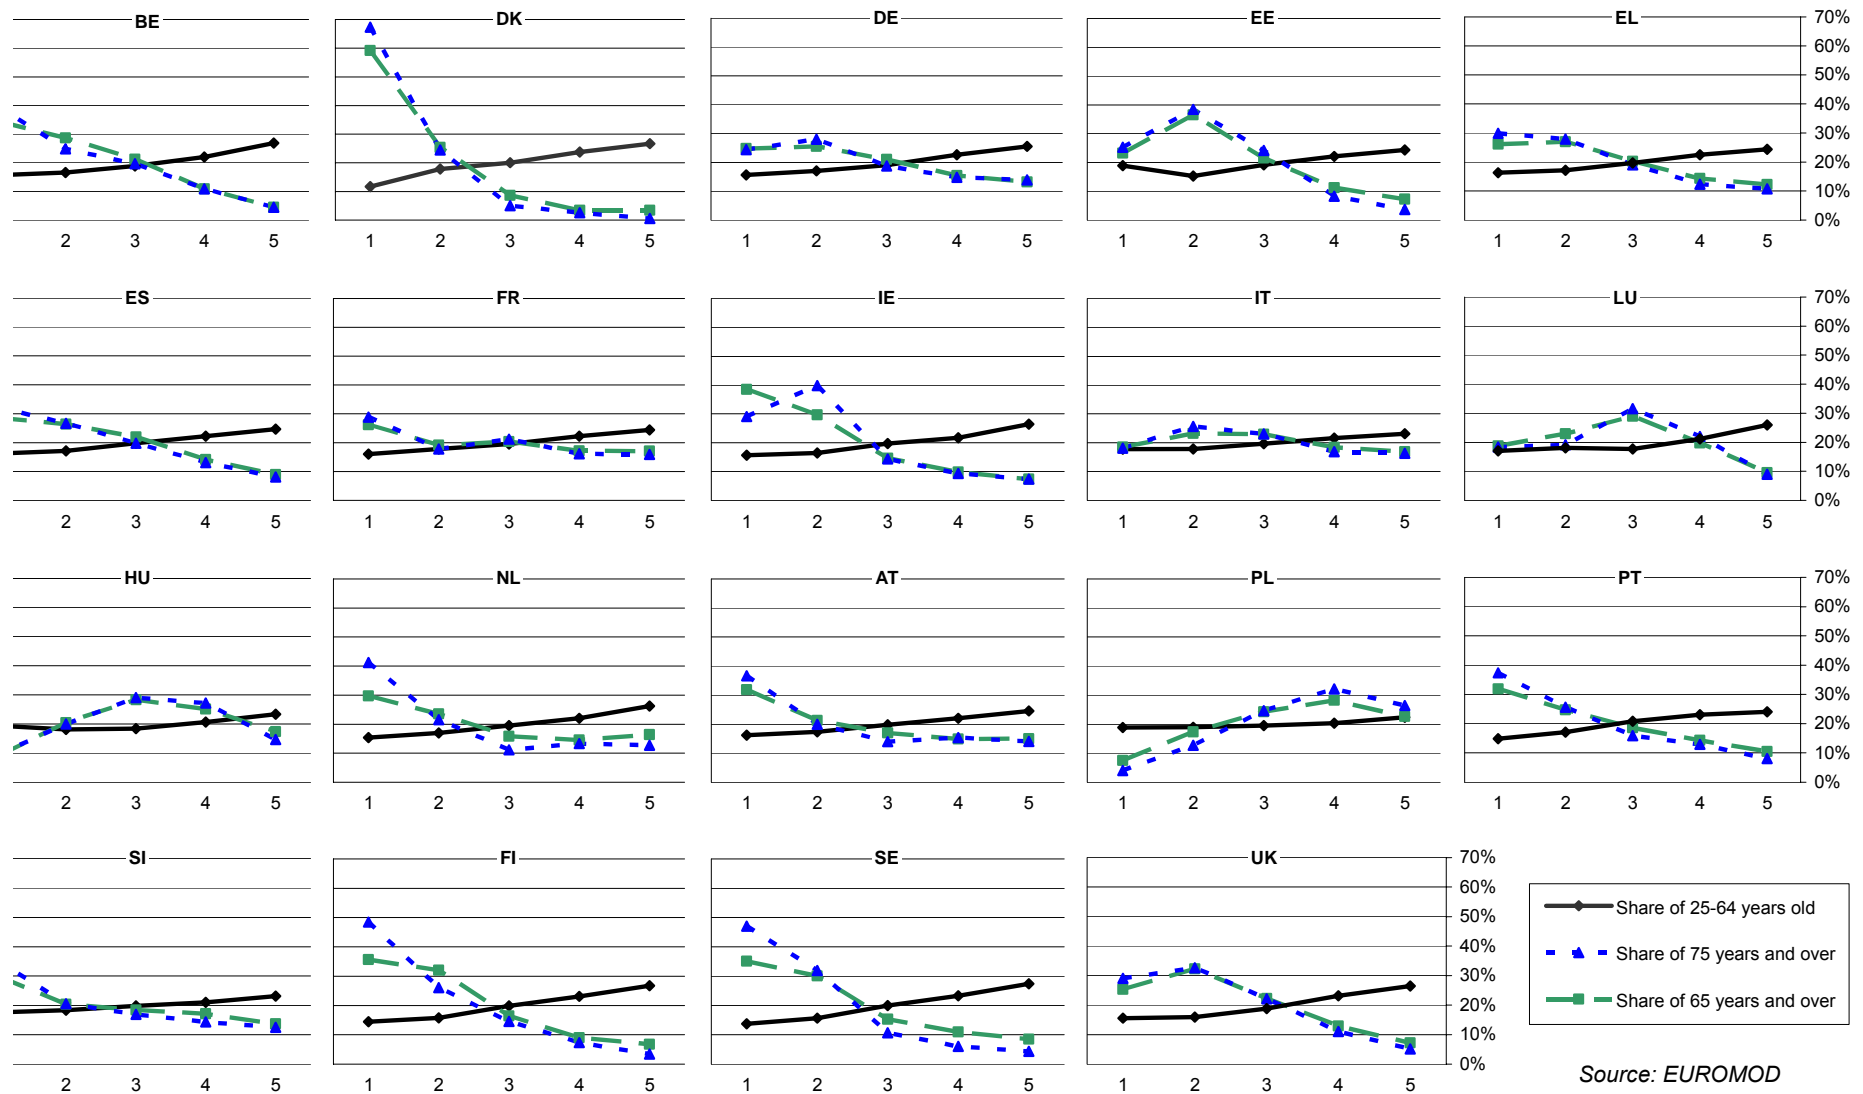 BE DK DE EE EL 70%
60%
50%
40%
30%
20%
10%
0%
2 3 4 5 1 2 3 4 5 1 2 3 4 5 1 2 3 4 5 1 2 3 4 5
ES FR IE IT LU 70%
60%
50%
40%
30%
20%
10%
0%
2 3 4 5 1 2 3 4 5 1 2 3 4 5 1 2 3 4 5 1 2 3 4 5
HU NL AT PL PT 70%
60%
50%
40%
30%
20%
10%
0%
2 3 4 5 1 2 3 4 5 1 2 3 4 5 1 2 3 4 5 1 2 3 4 5
SI FI SE UK 70%
60%
50%
40%
30%
20%
10%
0%
2 3 4 5 1 2 3 4 5 1 2 3 4 5 1 2 3 4 5
Share of 25-64 years old
Share of 75 years and over
Share of 65 years and over
Source: EUROMOD